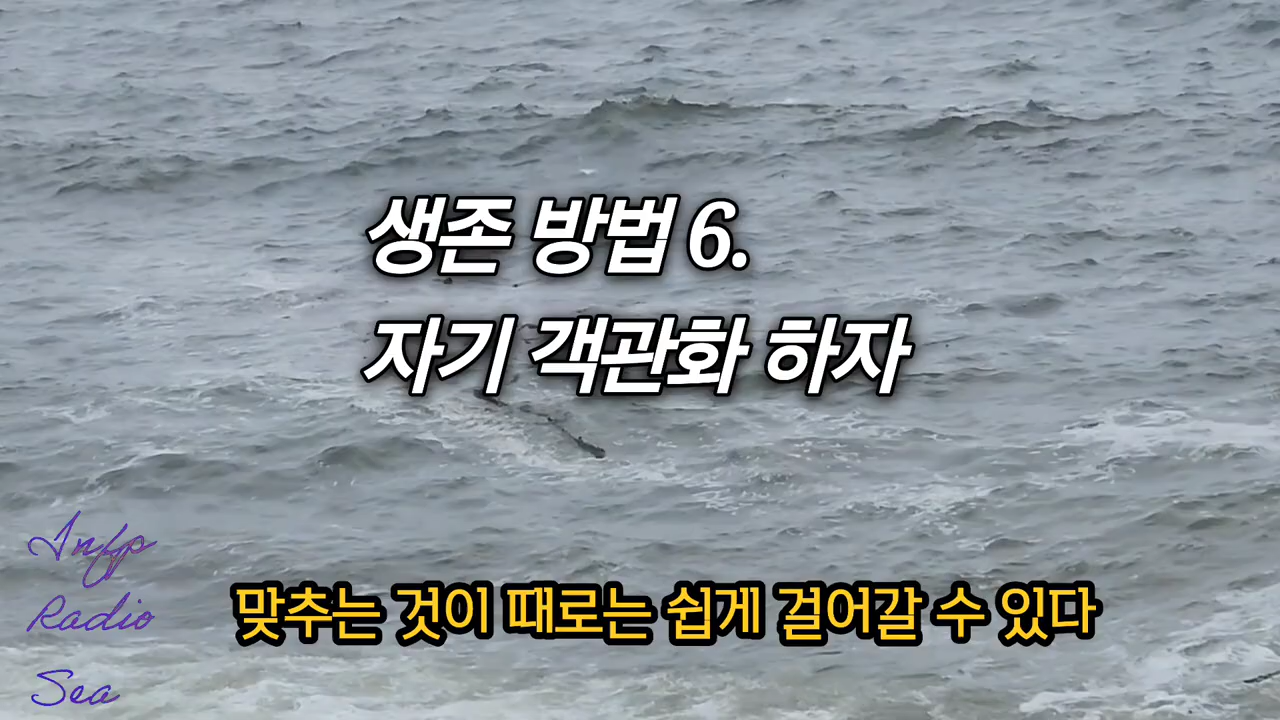 생존 방법 6.
자기 객관화 하자
Infp
Radio
Sea
맞추는 것이 때로는 쉽게 걸어갈 수 있다